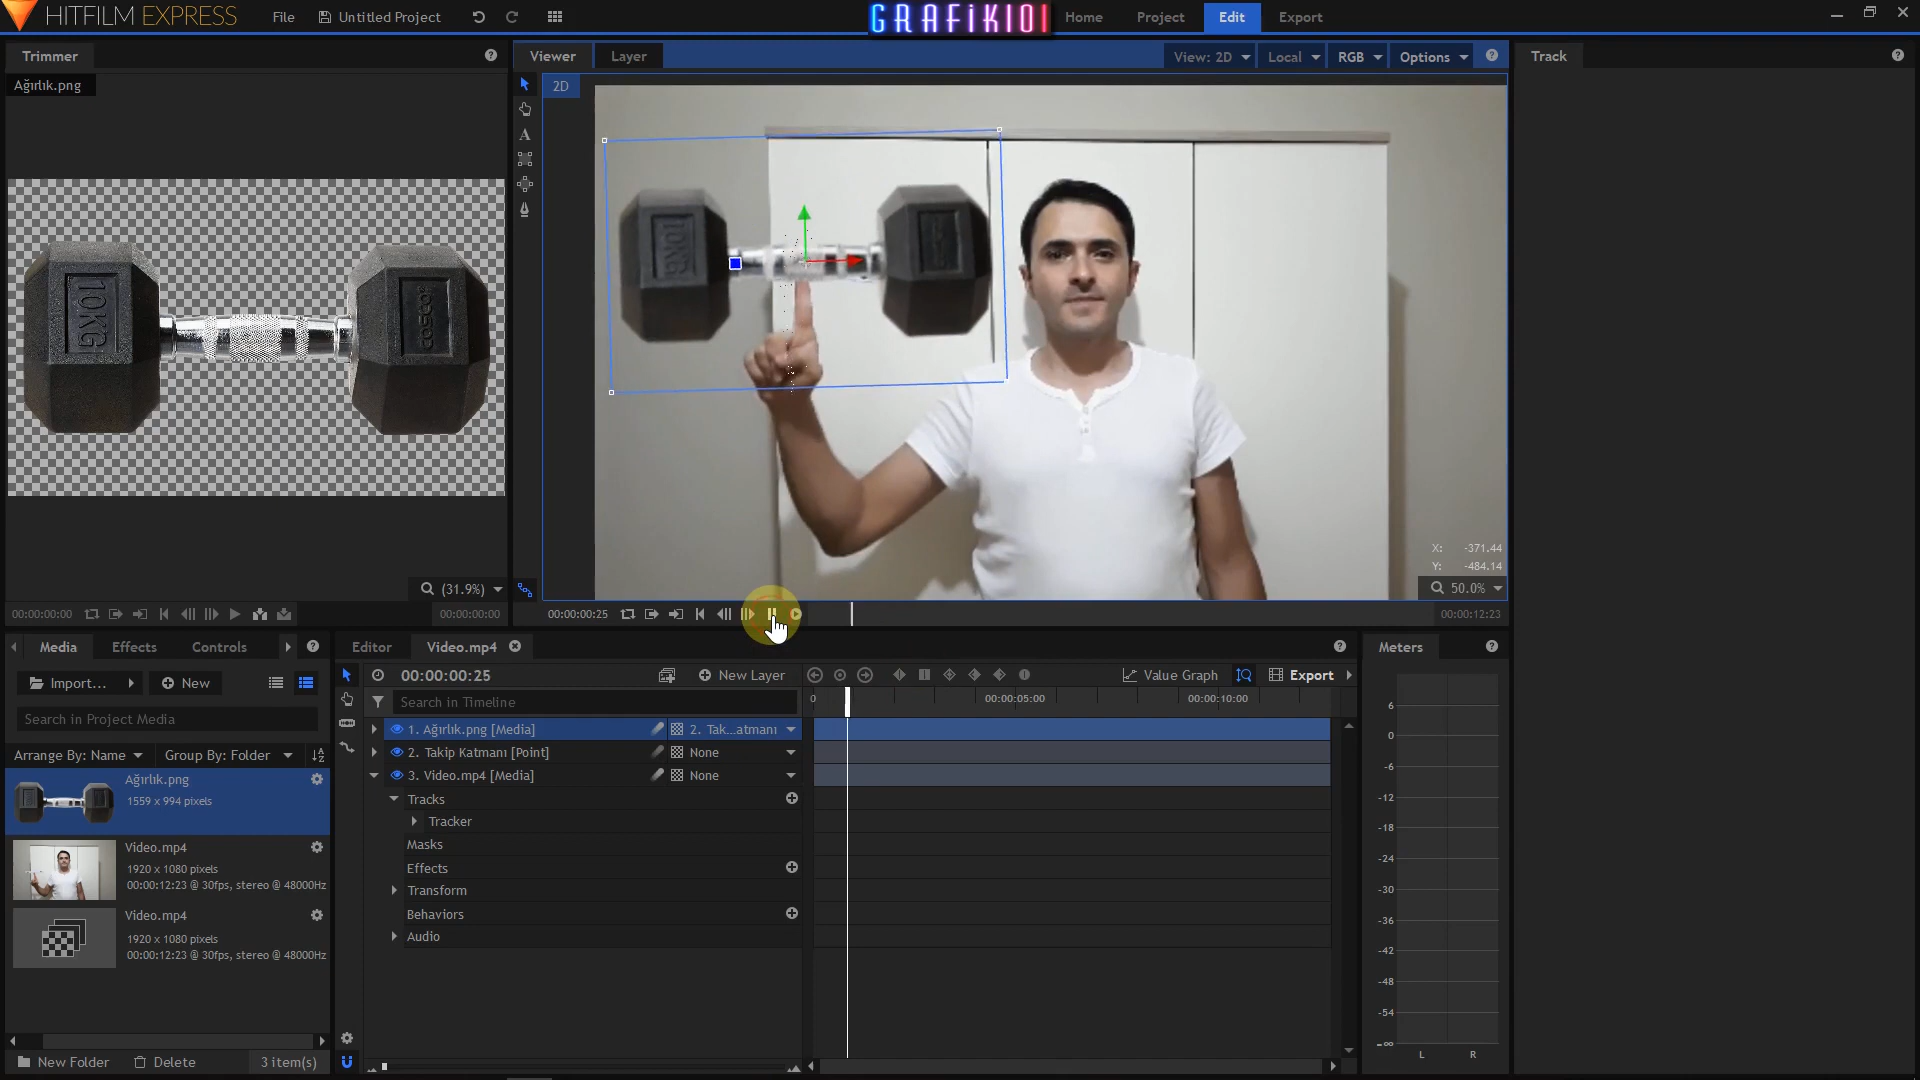 HITFILM EXPRESS
File
Untitled Project
GRAFİK101
Home
Project
Edit
Export
Trimmer
Ağırlık.png
10KG
(31.9%)
00:00:00:00
00:00:00:00
Viewer
Layer
View: 2D
Local
RGB
Options
2D
10KG
X: -371.44
Y: -484.14
50.0%
00:00:00:25
00:00:12:23
Track
Media
Effects
Controls
Import...
New
Search in Project Media
Arrange By: Name
Group By: Folder
Ağırlık.png
1559 x 994 pixels
Video.mp4
1920 x 1080 pixels
00:00:12:23 @ 30fps, stereo @ 48000Hz
Video.mp4
1920 x 1080 pixels
00:00:12:23 @ 30fps, stereo @ 48000Hz
New Folder
Delete
3 item(s)
Editor
Video.mp4
00:00:00:25
New Layer
Value Graph
Export
Search in Timeline
0
00:00:05:00
00:00:10:00
1. Ağırlık.png [Media]
2. Tak...atmanı
2. Takip Katmanı [Point]
None
3. Video.mp4 [Media]
None
Tracks
Tracker
Masks
Effects
Transform
Behaviors
Audio
Meters
6
0
-6
-12
-18
-24
-30
-36
-42
-48
-54
-∞
L
R